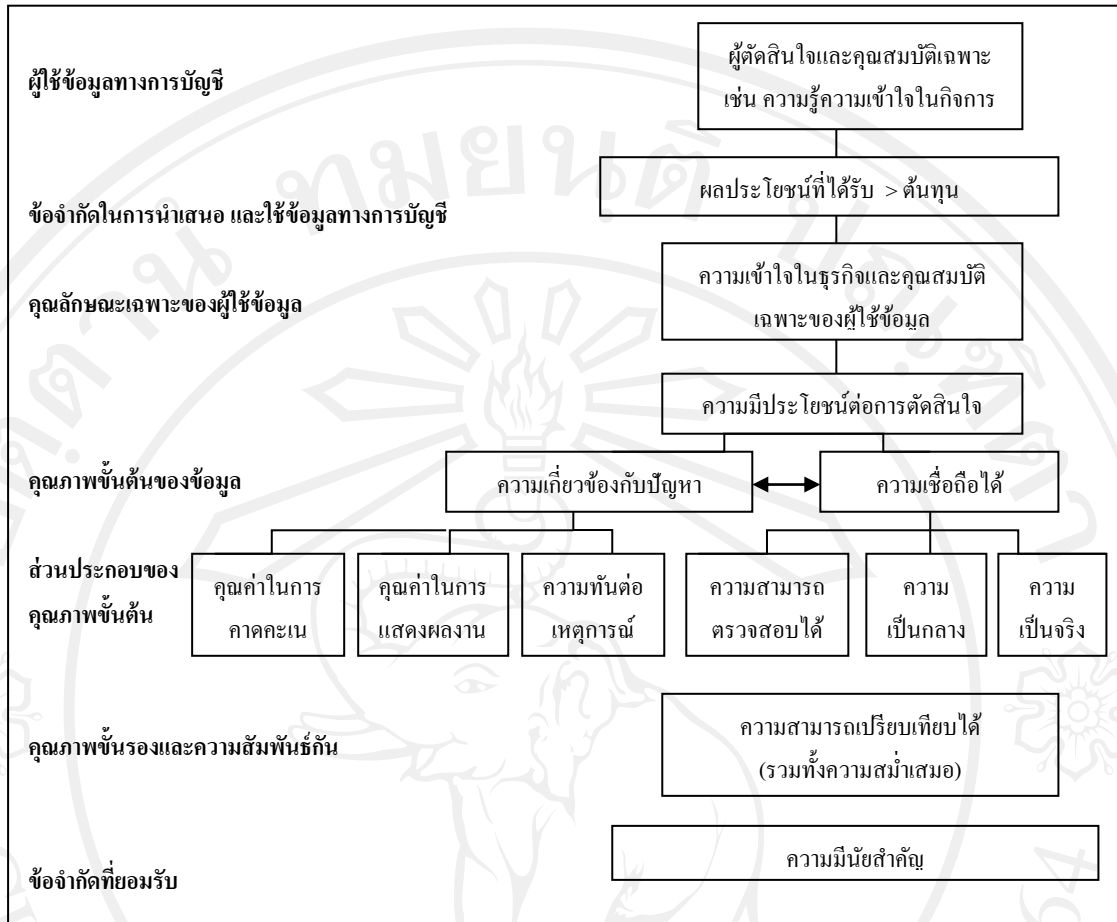 ผู้ตัดสินใจและคุณสมบัติเฉพาะ
เช่น ความรู้ความเข้าใจในกิจการ
ผู้ใช้ข้อมูลทางการบัญชี
ผลประโยชน์ที่ได้รับ > ต้นทุน
ข้อจำกัดในการนำเสนอ และใช้ข้อมูลทางการบัญชี
ความเข้าใจในธุรกิจและคุณสมบัติ
เฉพาะของผู้ใช้ข้อมูล
คุณลักษณะเฉพาะของผู้ใช้ข้อมูล
ความมีประโยชน์ต่อการตัดสินใจ
คุณภาพขั้นต้นของข้อมูล
ความเกี่ยวข้องกับปัญหา
ความเชื่อถือได้
ส่วนประกอบของ
คุณภาพขั้นต้น
คุณค่าในการ
คาดคะเน
คุณค่าในการ
แสดงผลงาน
ความทันต่อ
เหตุการณ์
ความสามารถ
ตรวจสอบได้
ความ
เป็นกลาง
ความ
เป็นจริง
คุณภาพขั้นรองและความสัมพันธ์กัน
ความสามารถเปรียบเทียบได้
(รวมทั้งความสม่ำเสมอ)
ความมีนัยสำคัญ
ข้อจำกัดที่ยอมรับ